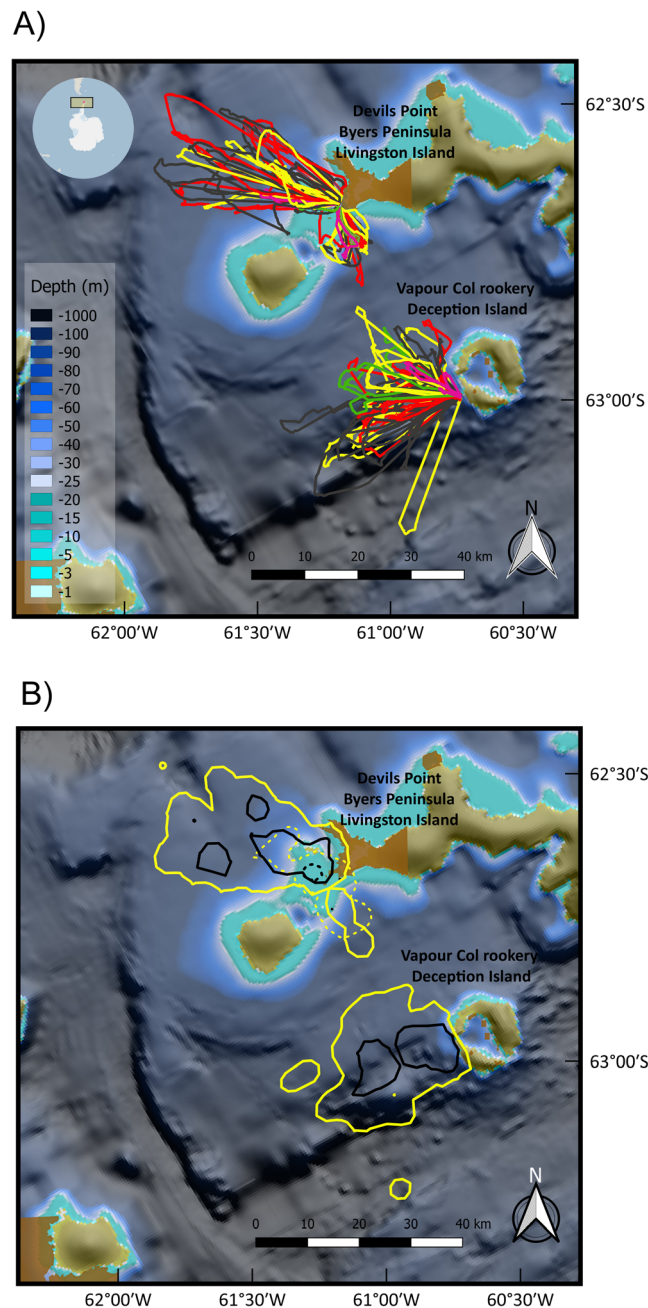 A)
62°30'S
Devils Point
Byers Peninsula
Livingston Island
Depth (m)
-1000
-100
-90
-80
-70
-60
-50
-40
-30
-25
-20
-15
-10
-5
-3
-1
Vapour Col rookery
Deception Island
63°00'S
N
0 10 20 30 40 km
62°00'W 61°30'W 61°00'W 60°30'W
B)
62°30'S
Devils Point
Byers Peninsula
Livingston Island
Vapour Col rookery
Deception Island
63°00'S
N
0 10 20 30 40 km
62°00'W 61°30'W 61°00'W 60°30'W